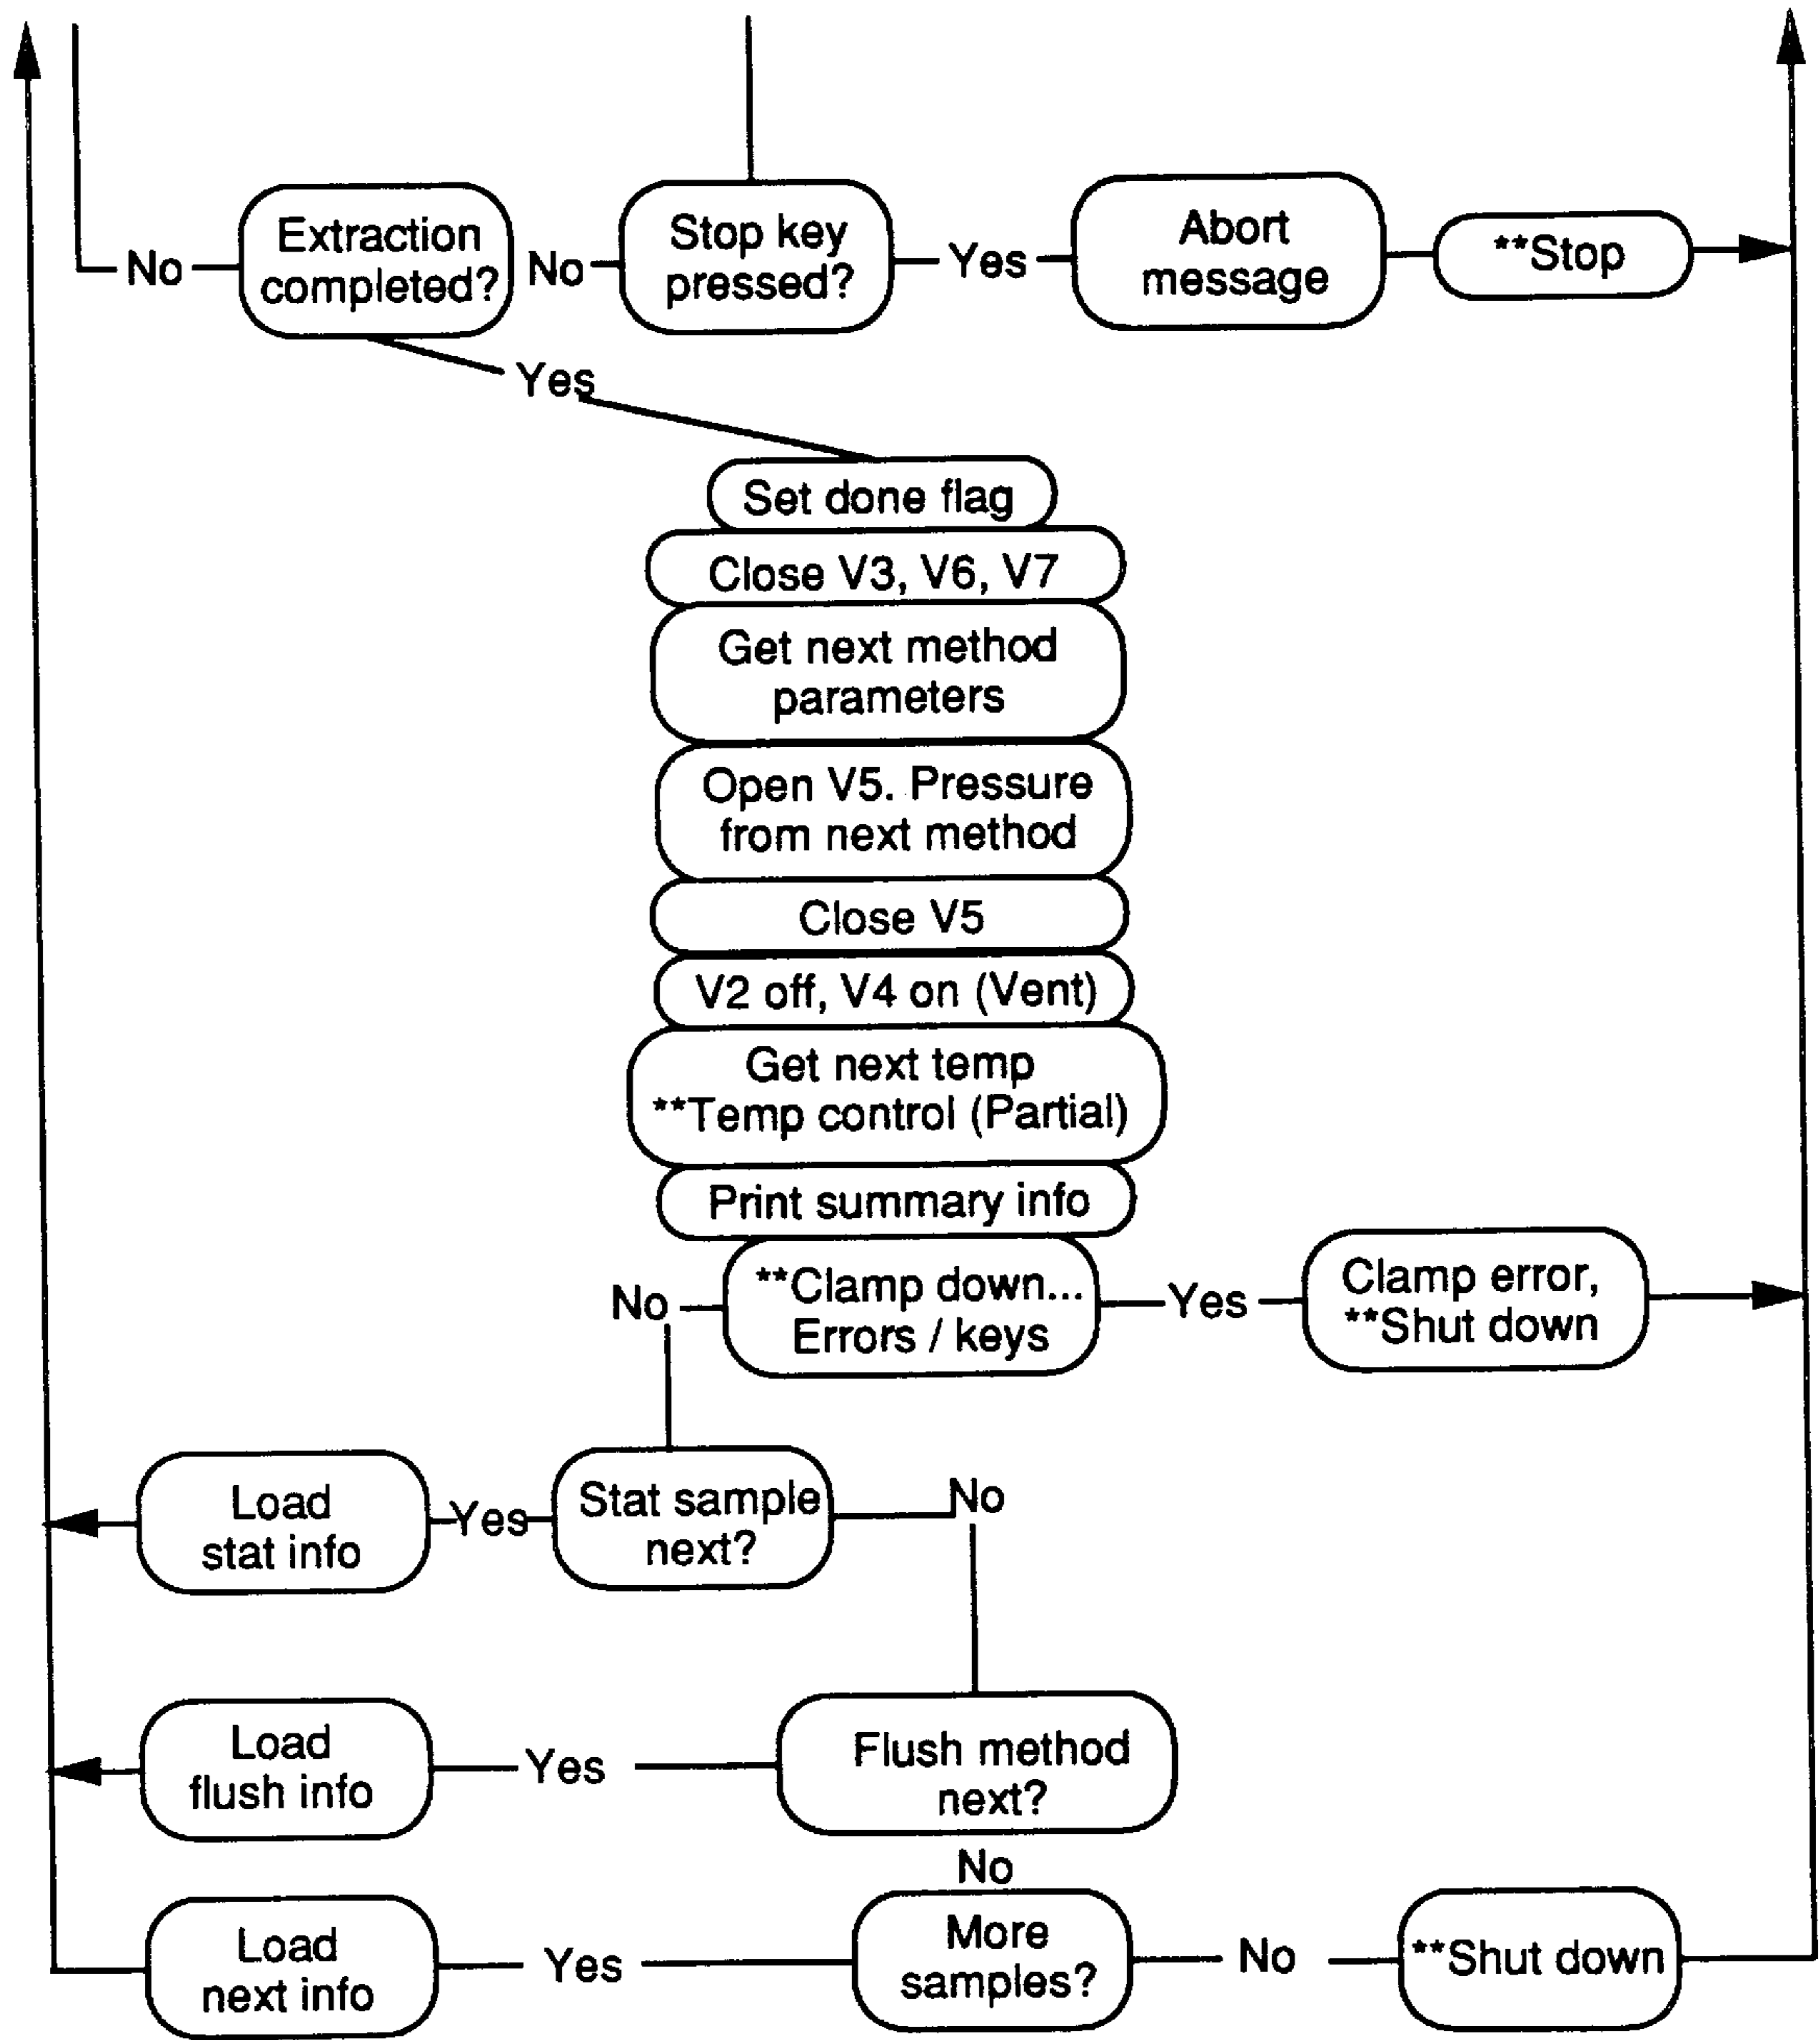 Extraction
completed?
No
No
Stop key
pressed?
Yes
Abort
message
**Stop
Yes
Set done flag
Close V3, V6, V7
Get next method
parameters
Open V5. Pressure
from next method
Close V5
V2 off, V4 on (Vent)
Get next temp
**Temp control (Partial)
Print summary info
No
**Clamp down...
Errors / keys
Yes
Clamp error,
**Shut down
Load
stat info
Yes
Stat sample
next?
No
Load
flush info
Yes
Flush method
next?
No
Load
next info
Yes
More
samples?
No
**Shut down